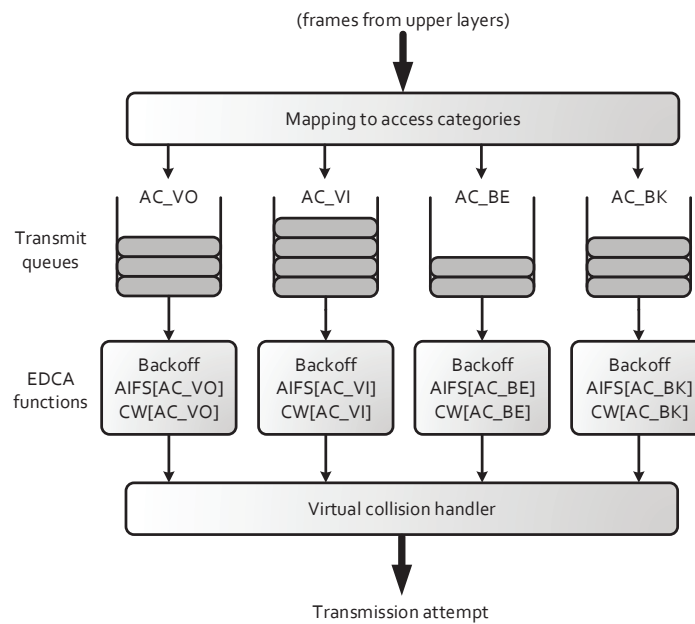 (frames from upper layers)
Mapping to access categories
AC_VO
AC_VI
AC_BE
AC_BK
Transmit
queues
EDCA
functions
Backoff
AIFS[AC_VO]
CW[AC_VO]
Backoff
AIFS[AC_VI]
CW[AC_VI]
Backoff
AIFS[AC_BE]
CW[AC_BE]
Backoff
AIFS[AC_BK]
CW[AC_BK]
Virtual collision handler
Transmission attempt